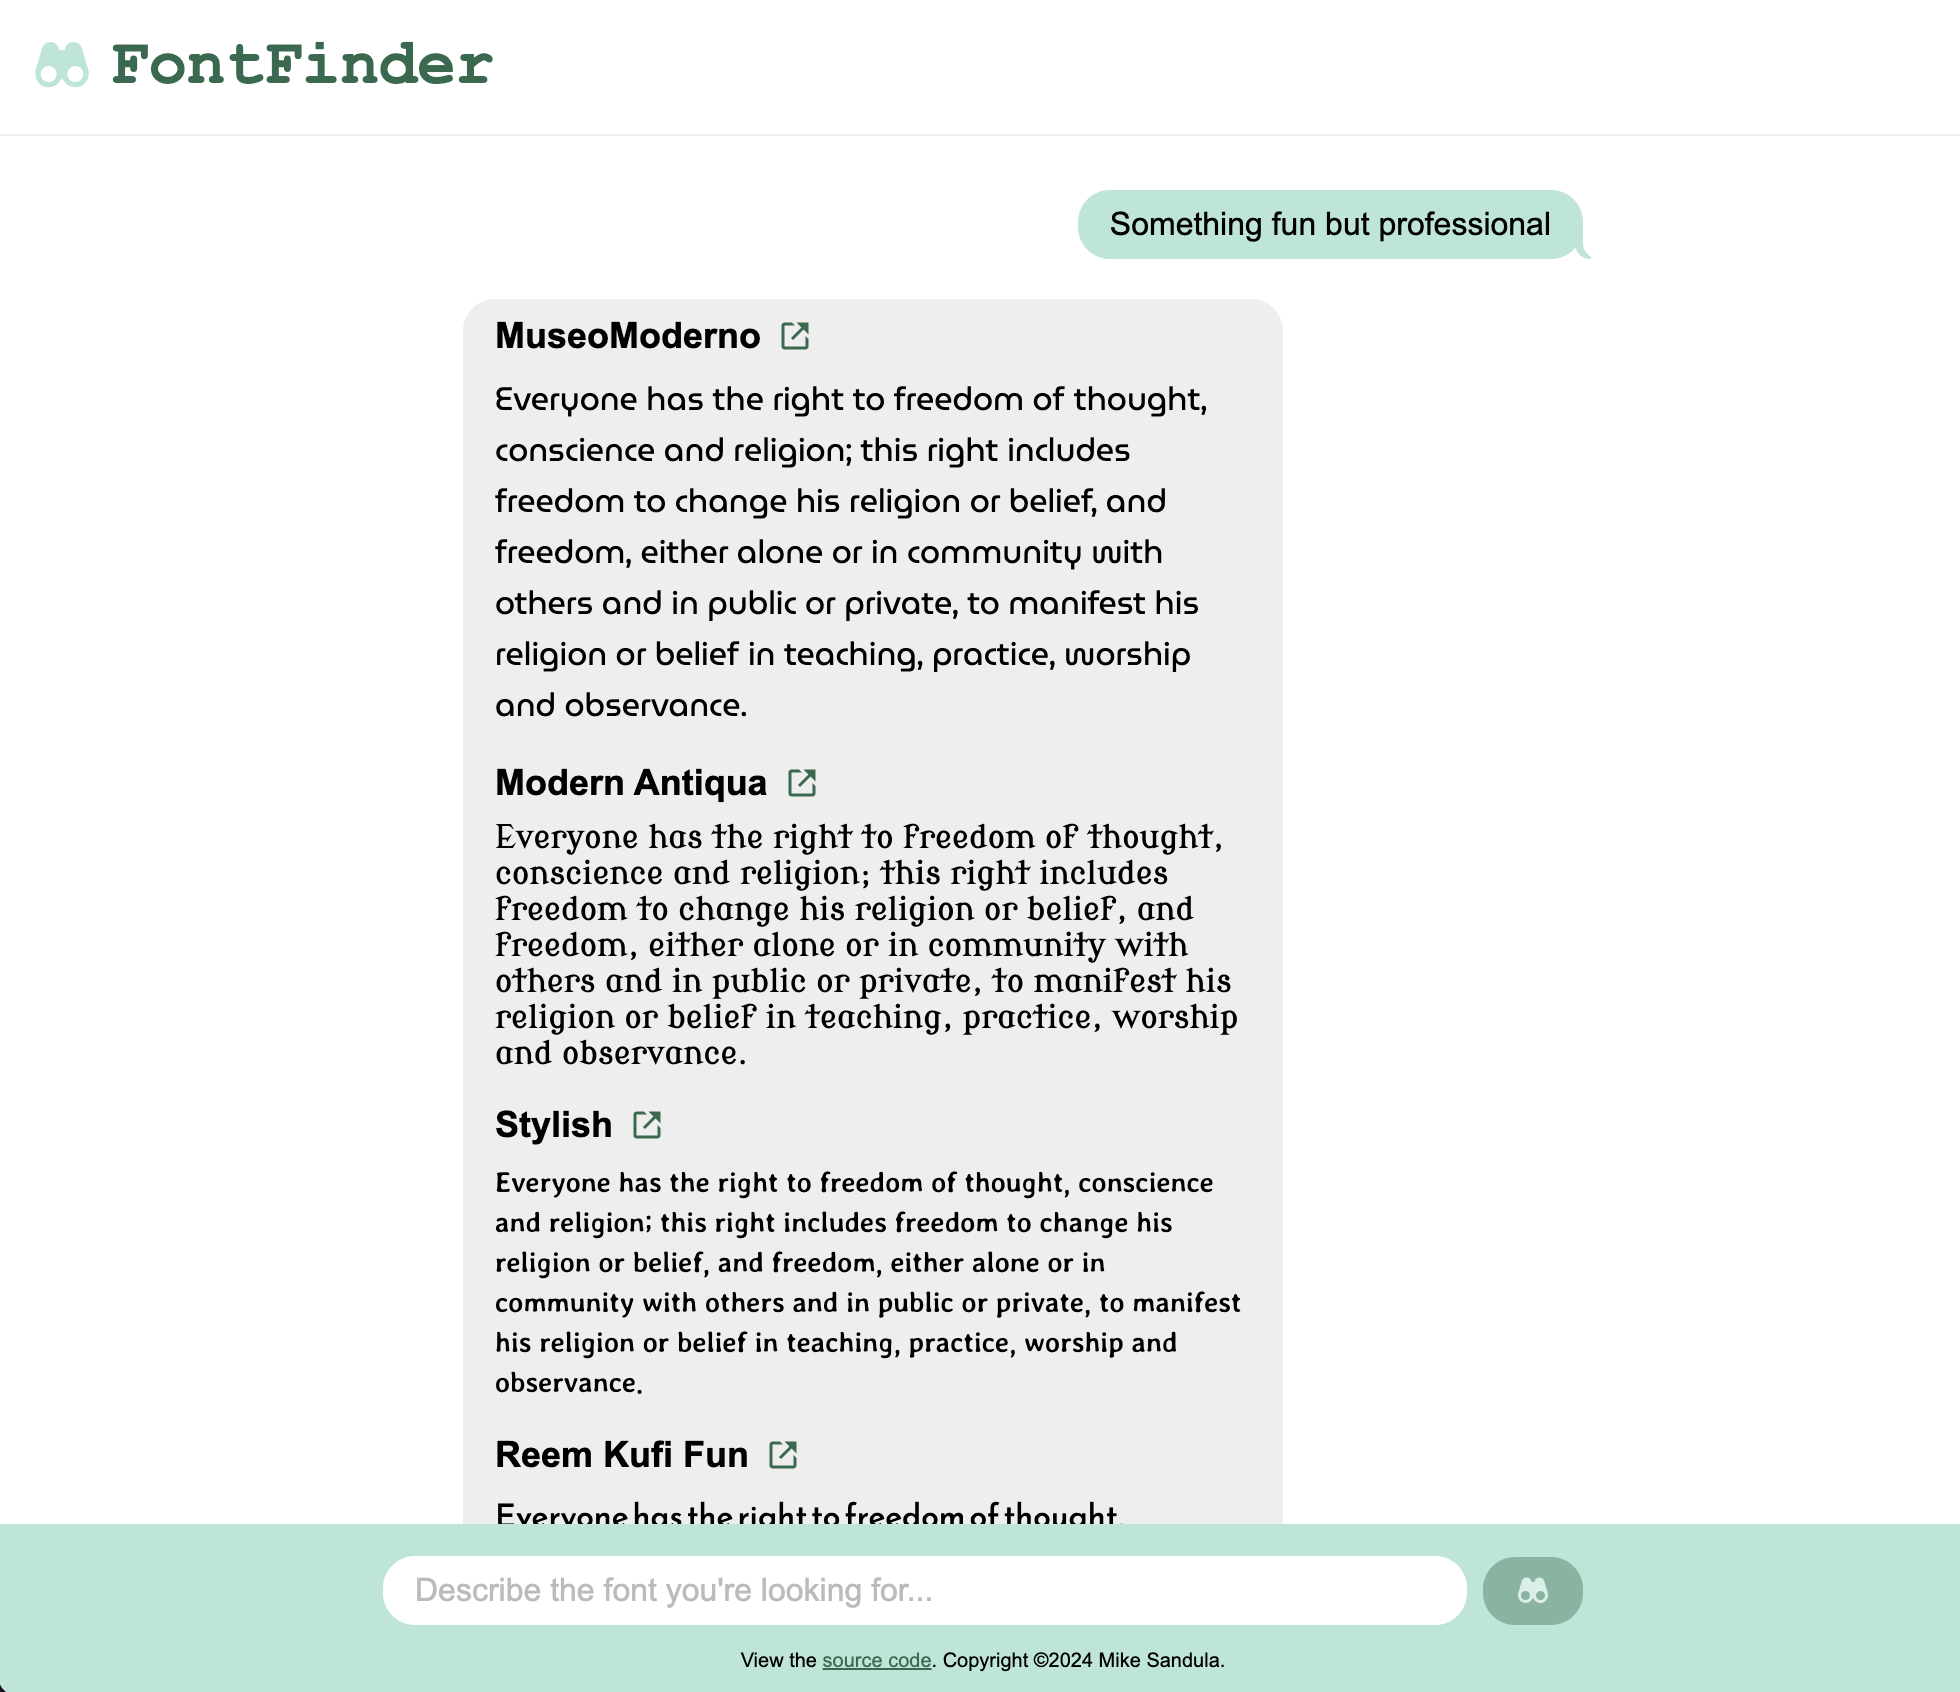 FontFinder
Something fun but professional
MuseoModerno
Everyone has the right to freedom of thought,
conscience and religion; this right includes
freedom to change his religion or belief, and
freedom, either alone or in community with
others and in public or private, to manifest his
religion or belief in teaching, practice, worship
and observance.
Modern Antiqua
Everyone has the right to freedom of thought,
conscience and religion; this right includes
freedom to change his religion or belief, and
freedom, either alone or in community with
others and in public or private, to manifest his
religion or belief in teaching, practice, worship
and observance.
Stylish
Everyone has the right to freedom of thought, conscience
and religion; this right includes freedom to change his
religion or belief, and freedom, either alone or in
community with others and in public or private, to manifest
his religion or belief in teaching, practice, worship and
observance.
Reem Kufi Fun
Everyone has the right to freedom of thought,
Describe the font you're looking for...
View the source code. Copyright ©2024 Mike Sandula.